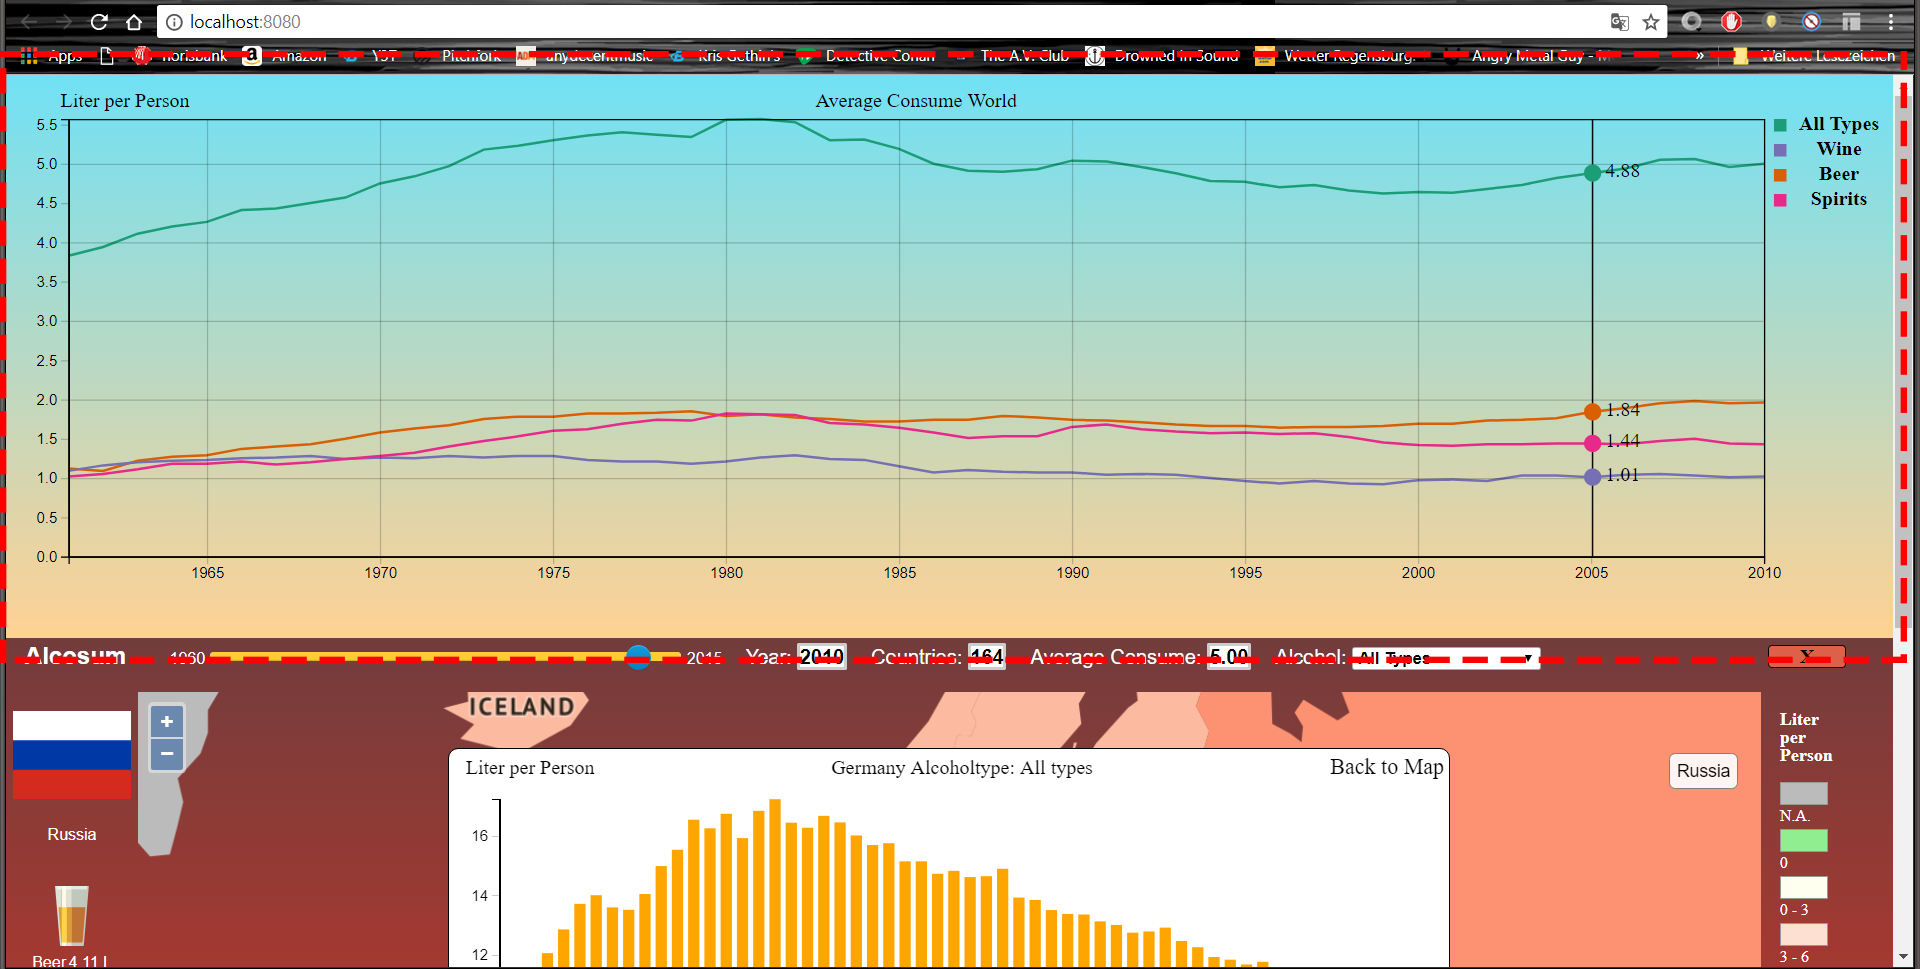 localhost:8080
Apps norisbank Amazon Pitchfork anydecentmusic Kris Gethin's Detective Conan The A.V. Club Drowned in Sound Wetter Regensburg: Angry Metal Guy - M » Weitere Lesezeichen
Liter per Person Average Consume World
5.5
5.0
4.5
4.0
3.5
3.0
2.5
2.0
1.5
1.0
0.5
0.0
1965 1970 1975 1980 1985 1990 1995 2000 2005 2010
4.88
1.84
1.44
1.01
All Types
Wine
Beer
Spirits
Alcosum 1960 2015 Year: 2010 Countries: 164 Average Consume: 5.00 Alcohol: All Types X
+
−
ICELAND
Russia
Beer 4.11 l
Liter per Person Germany Alcoholtype: All types Back to Map
16
14
12
Russia
Liter
per
Person
N.A.
0
0 - 3
3 - 6